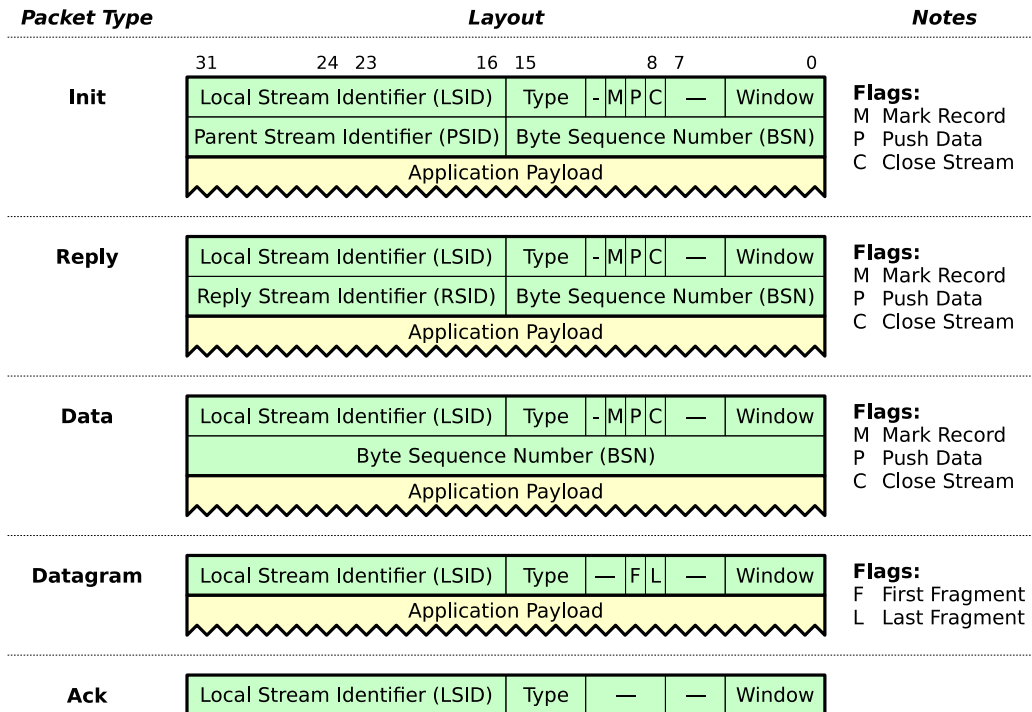 Packet Type Layout Notes
31 24 23 16 15 8 7 0
Init Local Stream Identifier (LSID) Type - M P C — Window Flags:
M Mark Record
Parent Stream Identifier (PSID) Byte Sequence Number (BSN) P Push Data
C Close Stream
Application Payload
Reply Local Stream Identifier (LSID) Type - M P C — Window Flags:
M Mark Record
Reply Stream Identifier (RSID) Byte Sequence Number (BSN) P Push Data
C Close Stream
Application Payload
Data Local Stream Identifier (LSID) Type - M P C — Window Flags:
M Mark Record
Byte Sequence Number (BSN) P Push Data
C Close Stream
Application Payload
Datagram Local Stream Identifier (LSID) Type — F L — Window Flags:
F First Fragment
Application Payload L Last Fragment
Ack Local Stream Identifier (LSID) Type — — Window